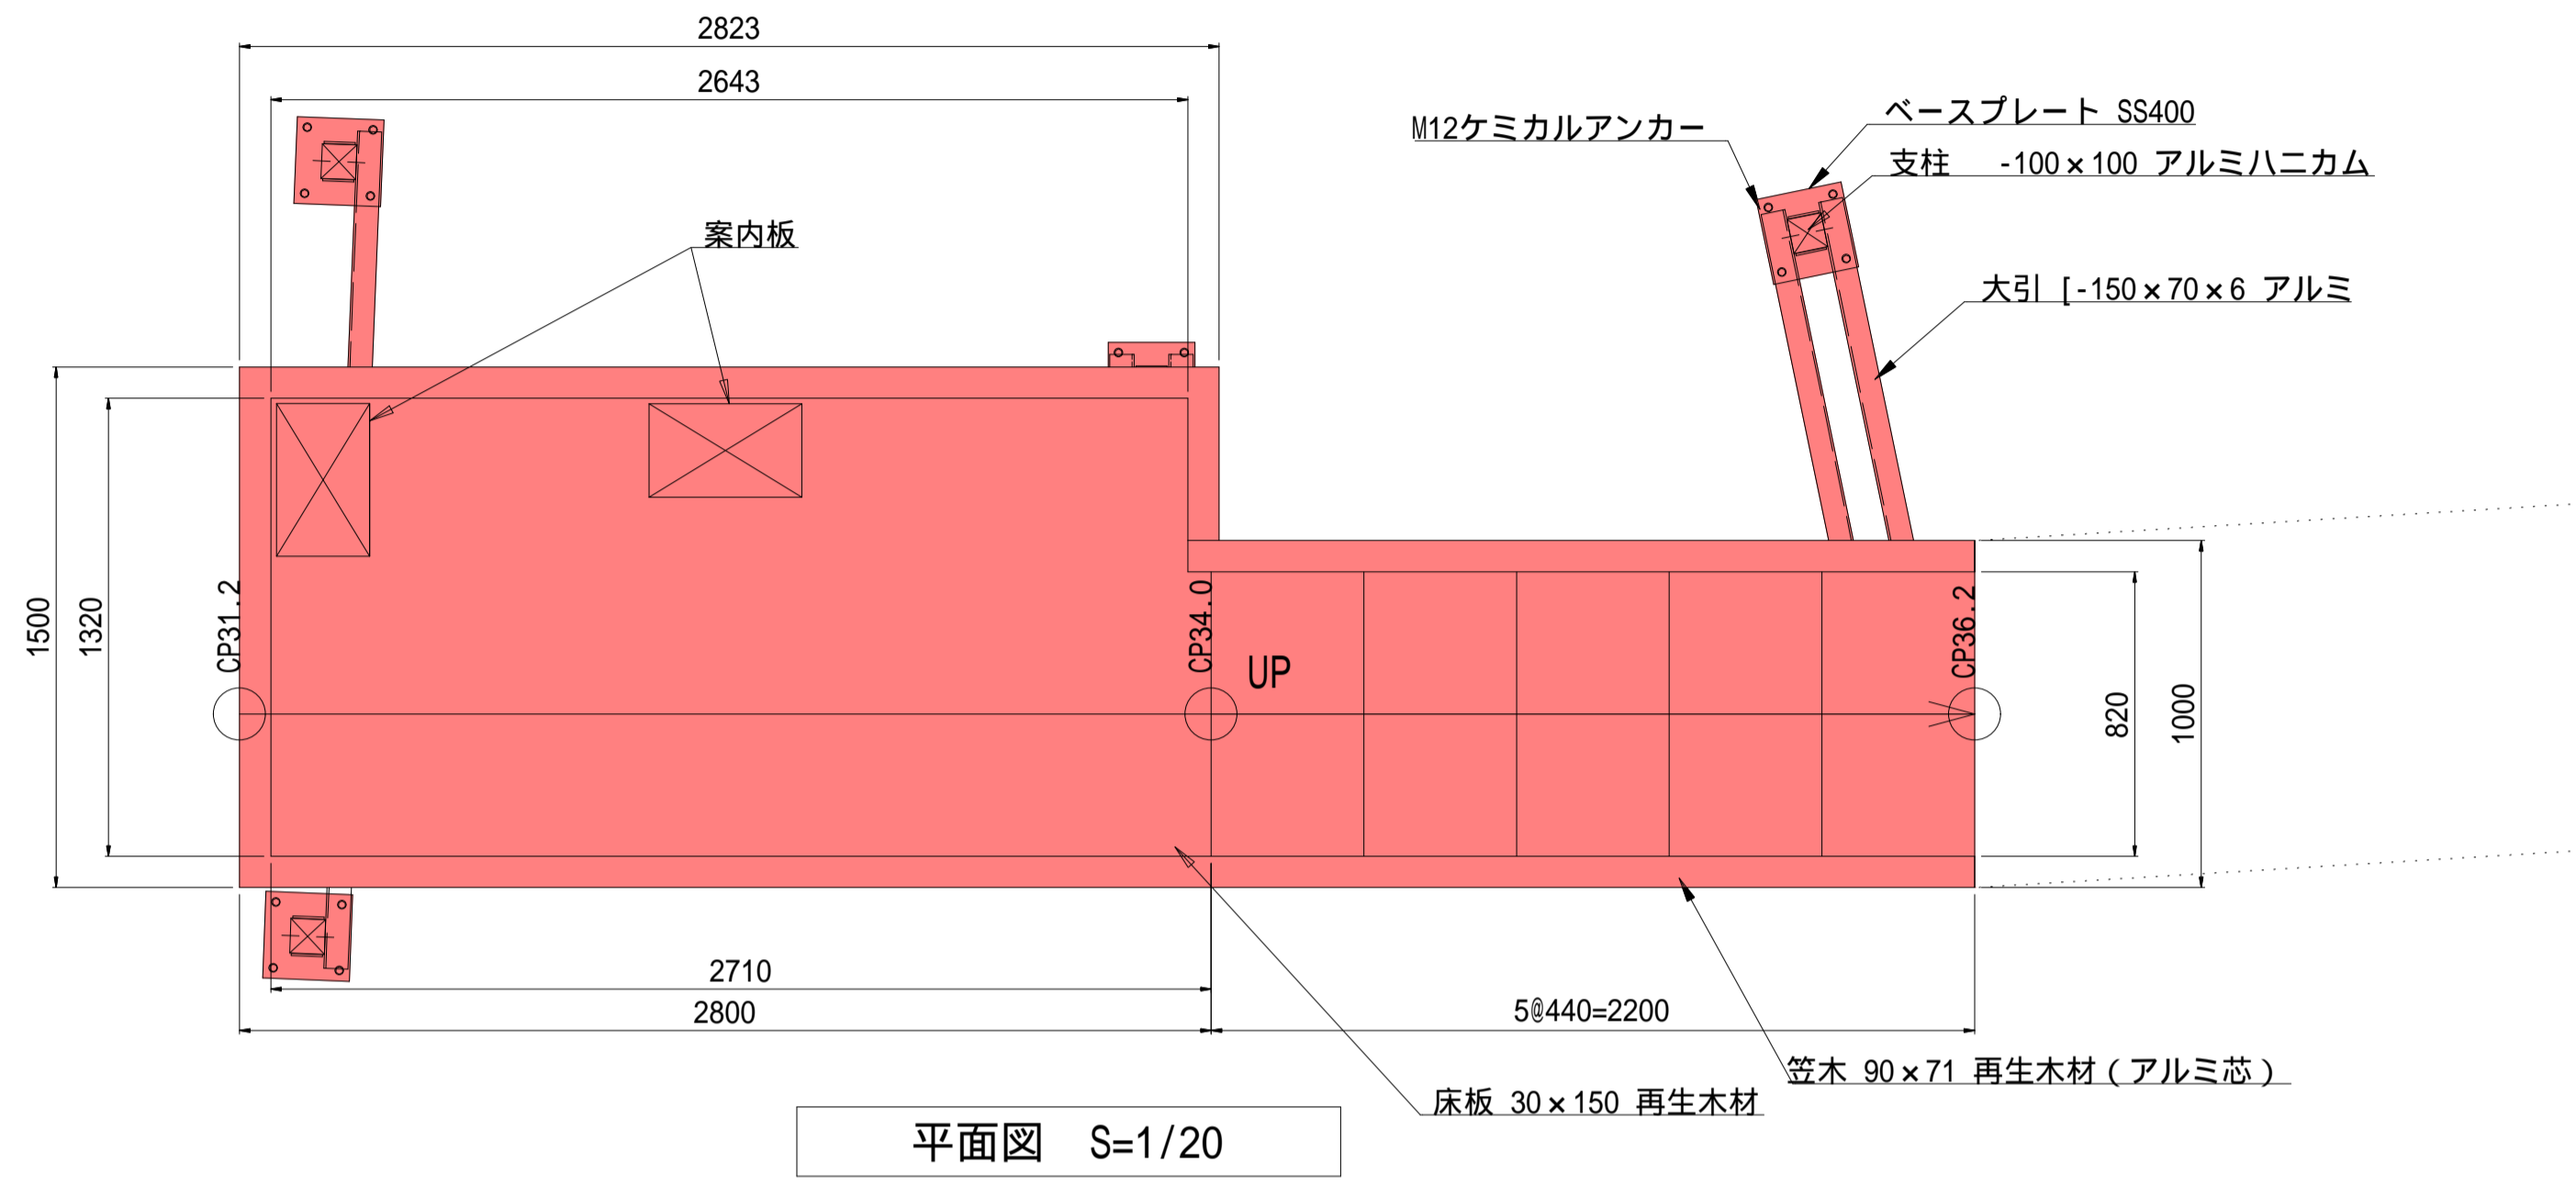 2823
2643
ベースプレート SS400
M12ケミカルアンカー
支柱 -100×100 アルミハニカム
案内板
大引 [-150×70×6 アルミ
1500
1320
CP31.2
CP34.0
UP
CP36.2
820
1000
2710
2800
5@440=2200
笠木 90×71 再生木材(アルミ芯)
床板 30×150 再生木材
平面図 S=1/20